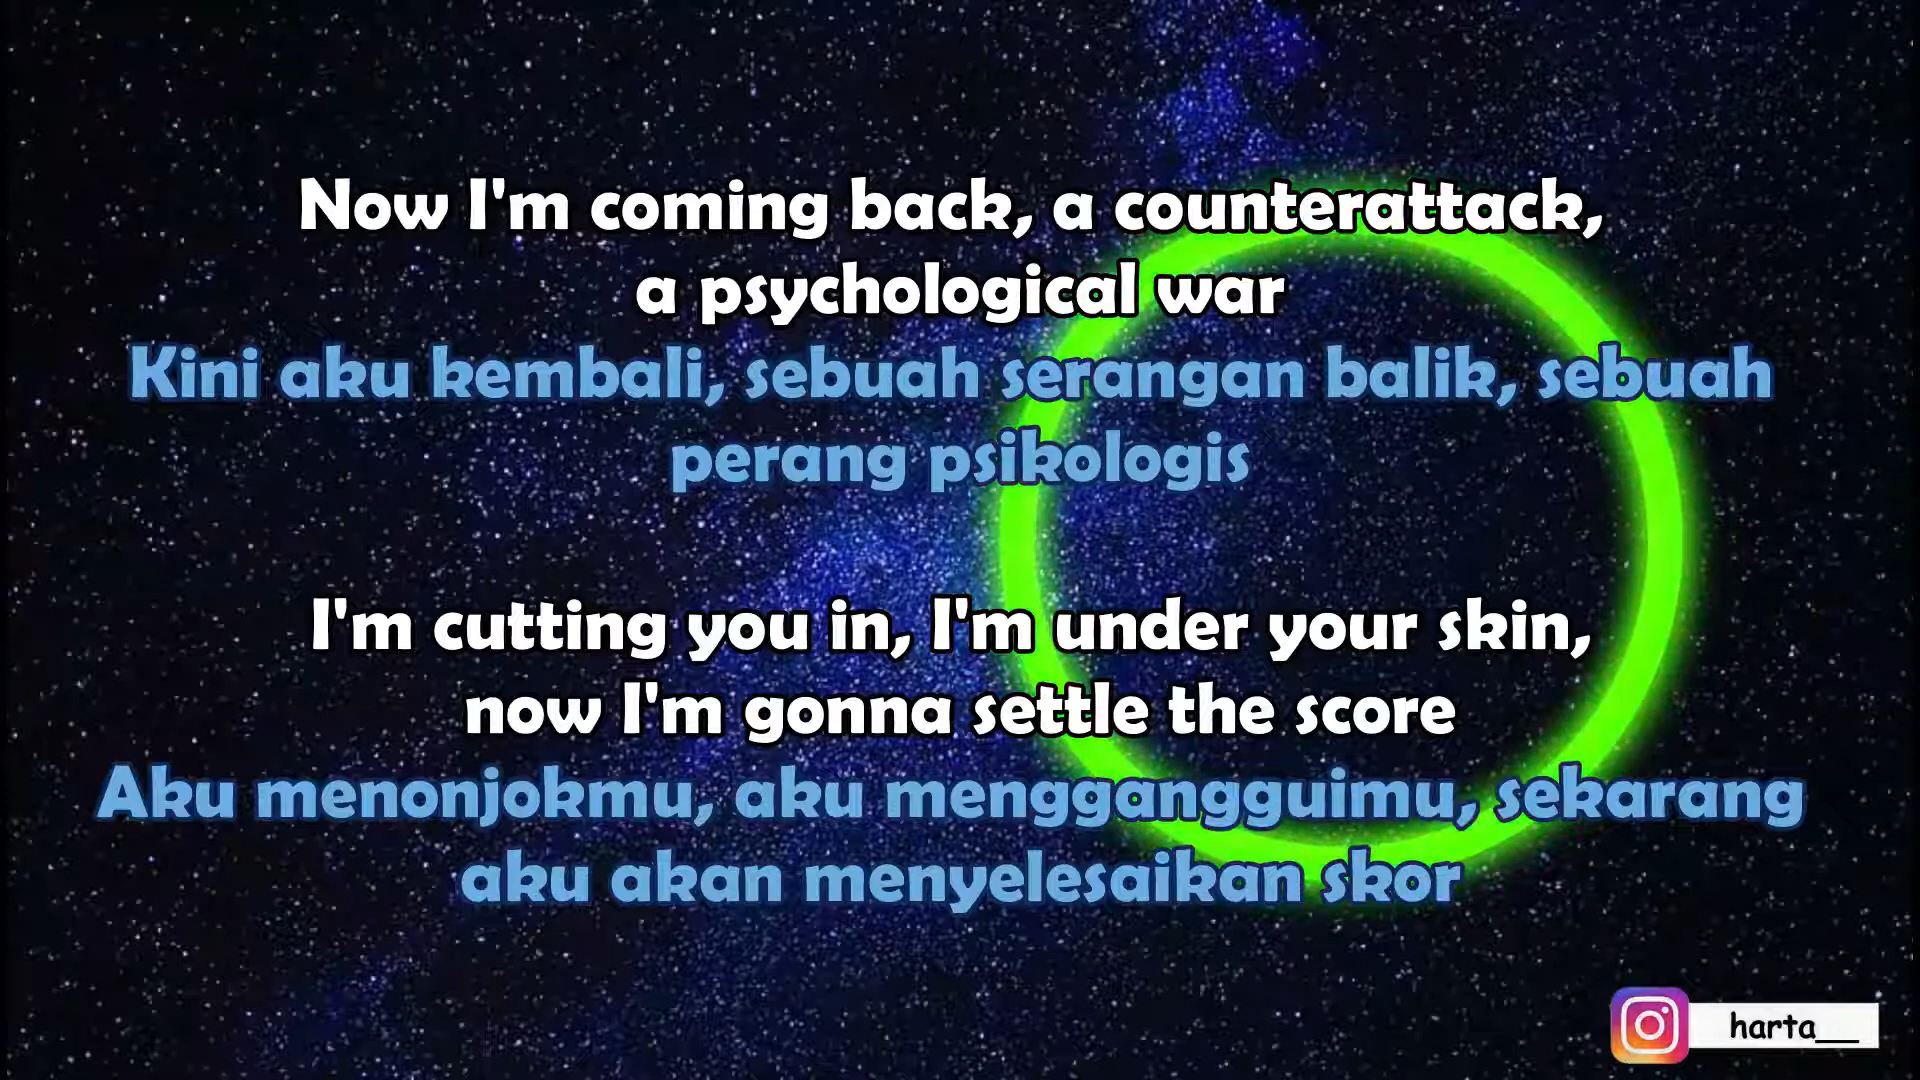 Now I'm coming back, a counterattack,
a psychological war
Kini aku kembali, sebuah serangan balik, sebuah
perang psikologis
I'm cutting you in, I'm under your skin,
now I'm gonna settle the score
Aku menonjokmu, aku menggangguimu, sekarang
aku akan menyelesaikan skor
harta__